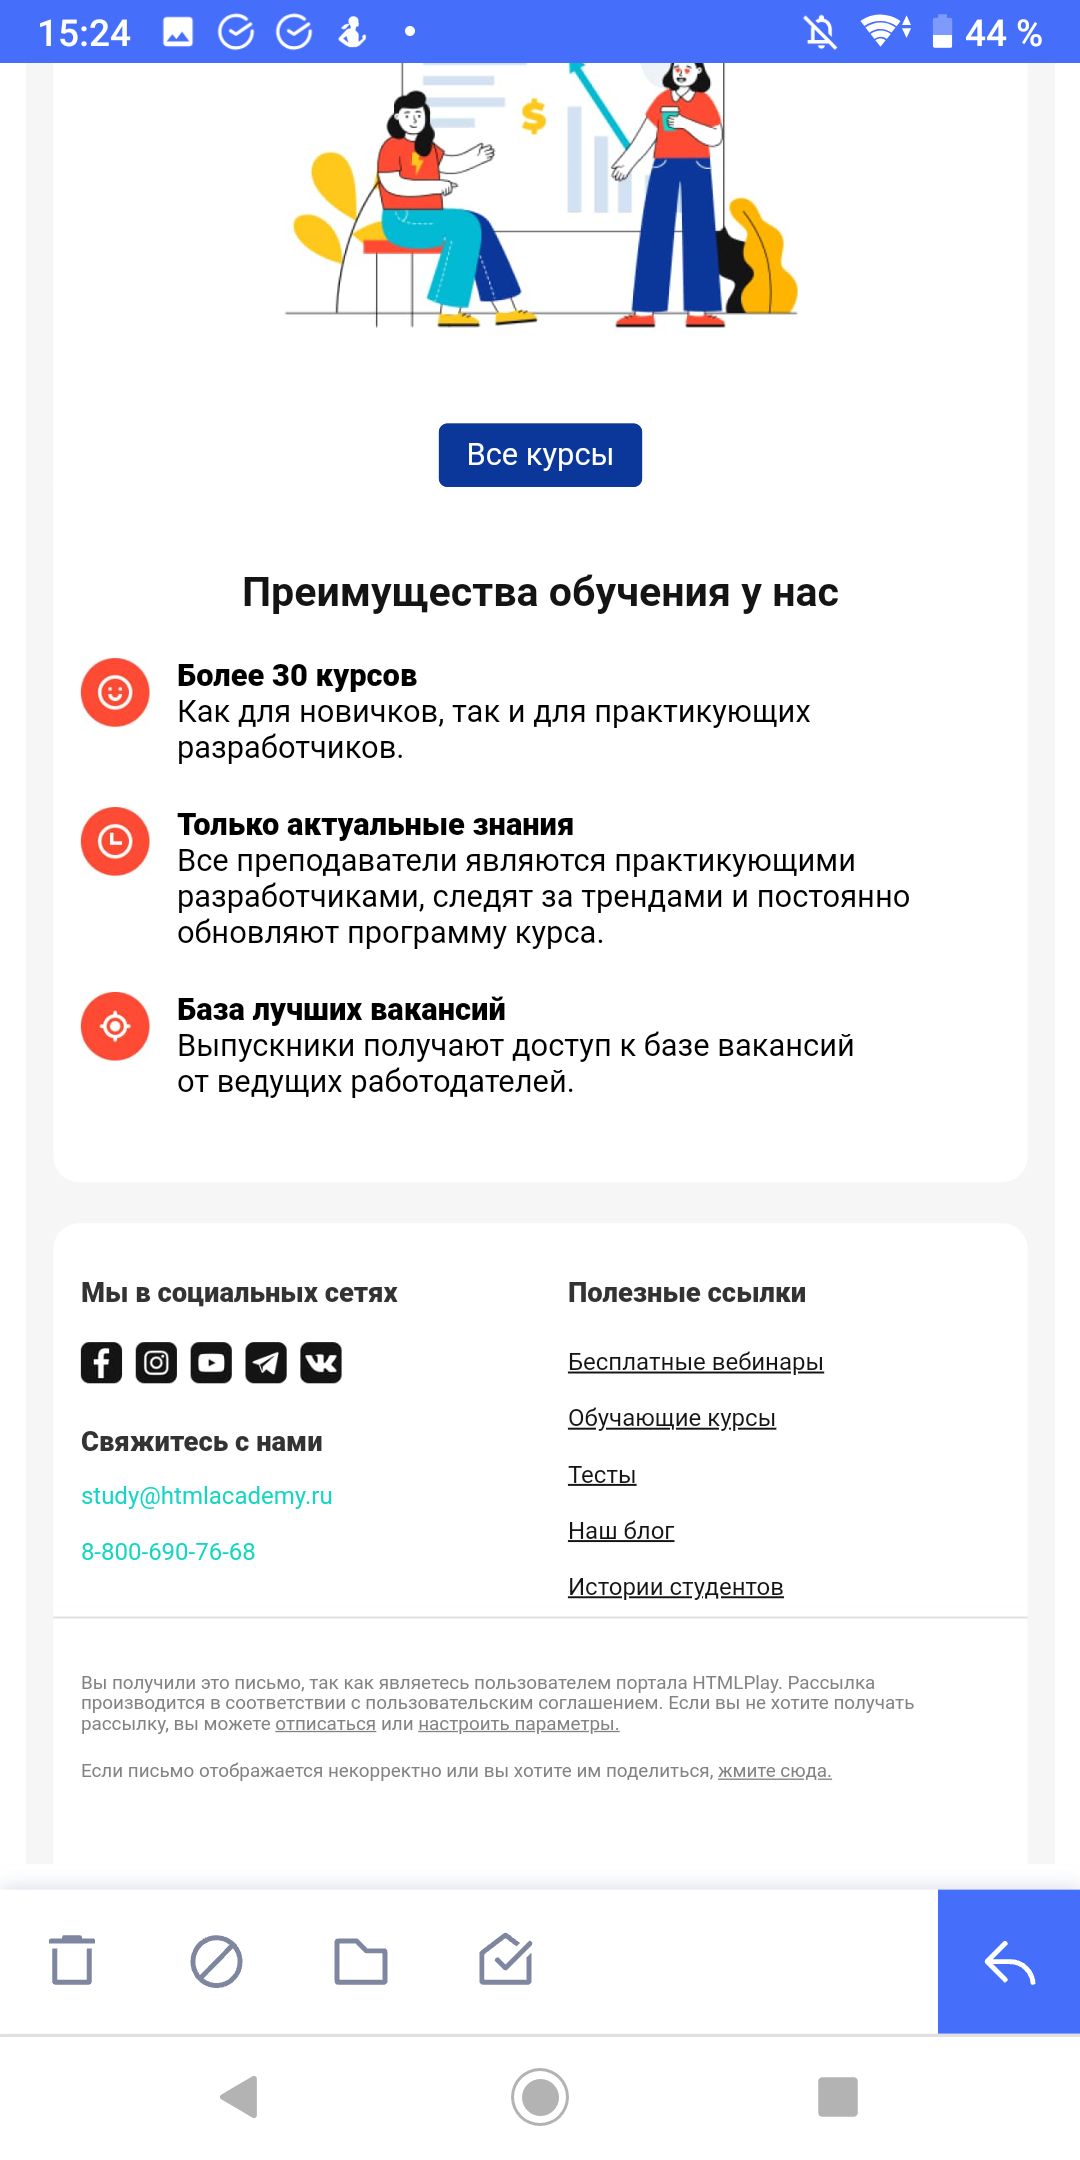 15:24
44 %
$
Все курсы
Преимущества обучения у нас
Более 30 курсов
Как для новичков, так и для практикующих
разработчиков.
Только актуальные знания
Все преподаватели являются практикующими
разработчиками, следят за трендами и постоянно
обновляют программу курса.
База лучших вакансий
Выпускники получают доступ к базе вакансий
от ведущих работодателей.
Мы в социальных сетях
Свяжитесь с нами
study@htmlacademy.ru
8-800-690-76-68
Полезные ссылки
Бесплатные вебинары
Обучающие курсы
Тесты
Наш блог
Истории студентов
Вы получили это письмо, так как являетесь пользователем портала HTMLPlay. Рассылка
производится в соответствии с пользовательским соглашением. Если вы не хотите получать
рассылку, вы можете отписаться или настроить параметры.
Если письмо отображается некорректно или вы хотите им поделиться, жмите сюда.